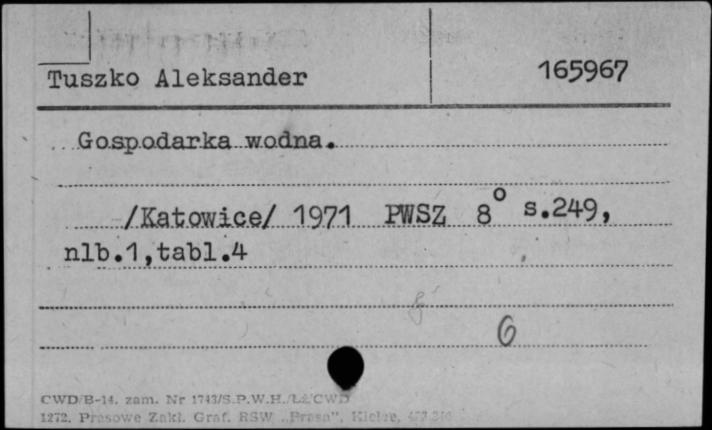 Tuszko Aleksander 165967
Gospodarka wodna.
/Katowice/ 1971 PWSZ 8° s.249,
nlb.1,tabl.4
6
CWD/B-14. zam. Nr 1743/S.P.W.H./Ł/CWD
1272. Prasowe Zakł. Graf. RSW „Prasa", Kielce,